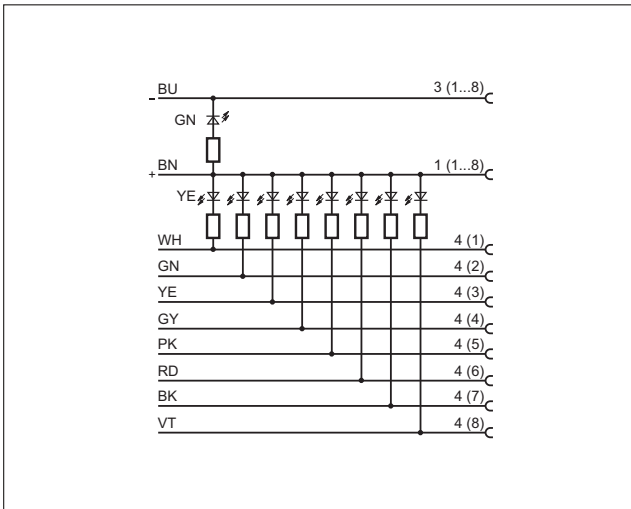 BU 3 (1...8)
-
GN
BN 1 (1...8)
+
YE
WH 4 (1)
GN 4 (2)
YE 4 (3)
GY 4 (4)
PK 4 (5)
RD 4 (6)
BK 4 (7)
VT 4 (8)